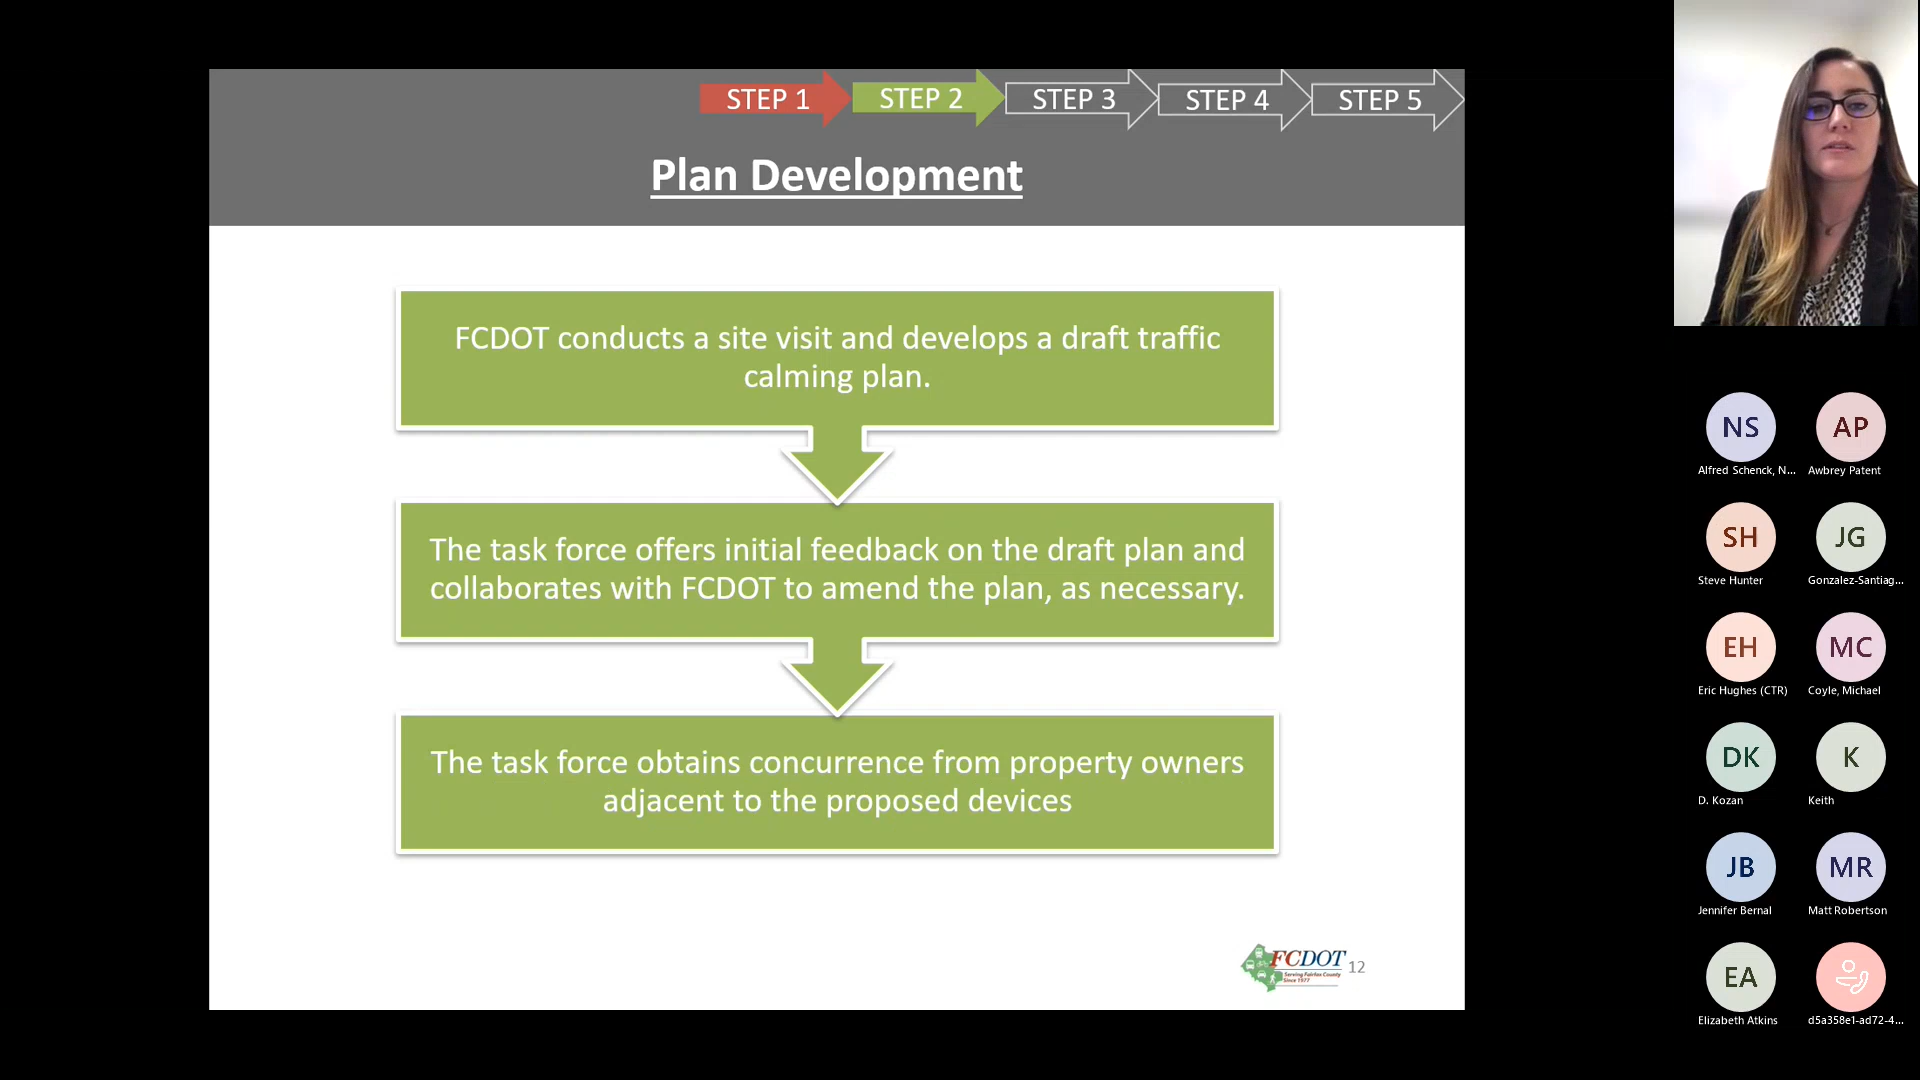 STEP 1
STEP 2
STEP 3
STEP 4
STEP 5
Plan Development
FCDOT conducts a site visit and develops a draft traffic
calming plan.
The task force offers initial feedback on the draft plan and
collaborates with FCDOT to amend the plan, as necessary.
The task force obtains concurrence from property owners
adjacent to the proposed devices
FCDOT
Serving Fairfax County
Since 1977
12
NS
AP
Alfred Schenck, N...
Awbrey Patent
SH
JG
Steve Hunter
Gonzalez-Santiag...
EH
MC
Eric Hughes (CTR)
Coyle, Michael
DK
K
D. Kozan
Keith
JB
MR
Jennifer Bernal
Matt Robertson
EA
Elizabeth Atkins
d5a358e1-ad72-4...